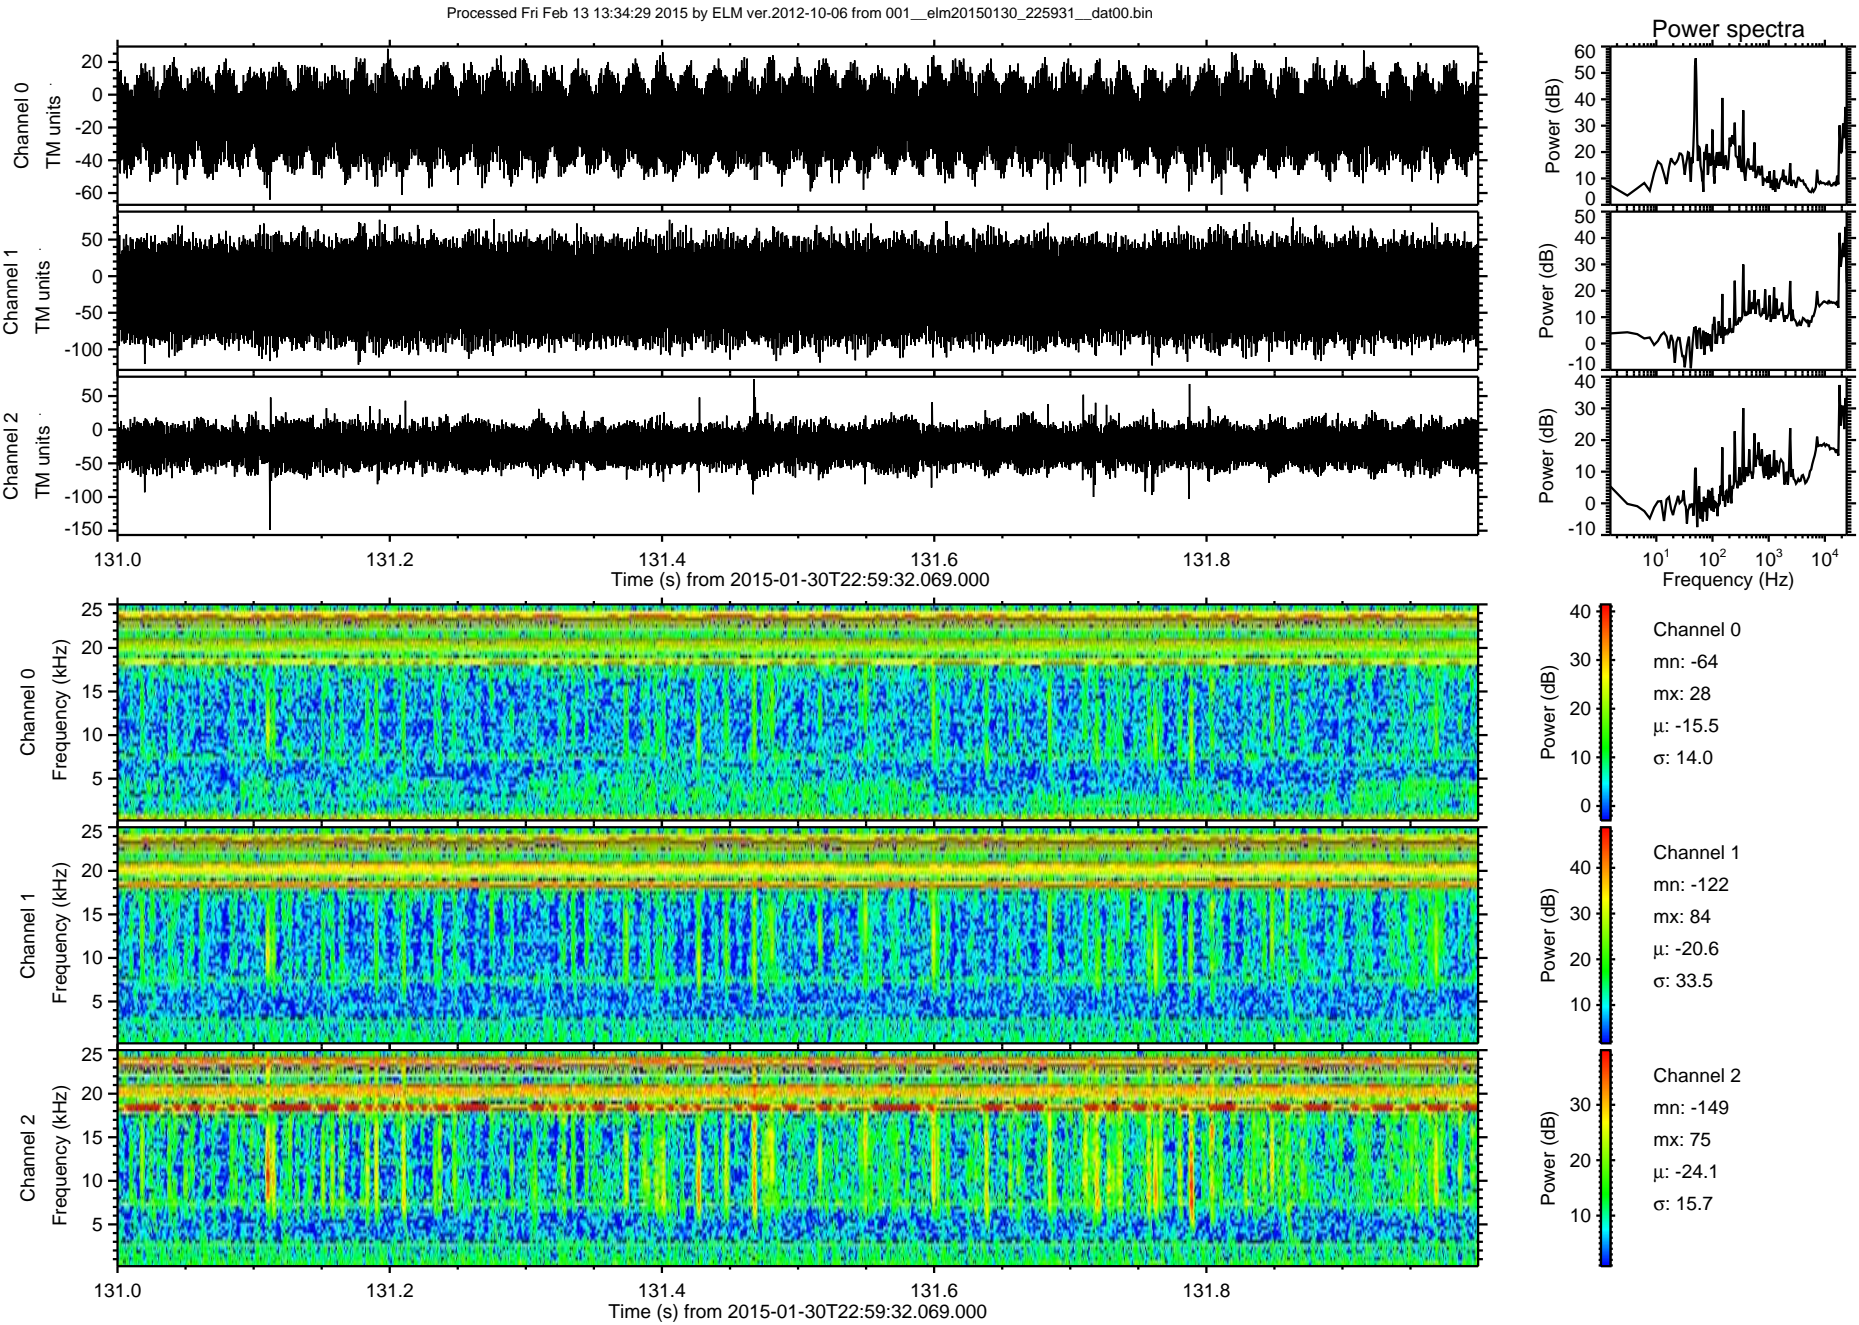 Processed Fri Feb 13 13:34:29 2015 by ELM ver.2012-10-06 from 001__elm20150130_225931__dat00.bin
Power spectra
Channel 0
TM units
20
0
-20
-40
-60
Power (dB)
60
50
40
30
20
10
0
Channel 1
TM units
50
0
-50
-100
Power (dB)
50
40
30
20
10
0
-10
Channel 2
TM units
50
0
-50
-100
-150
Power (dB)
40
30
20
10
0
-10
131.0 131.2 131.4 131.6 131.8
Time (s) from 2015-01-30T22:59:32.069.000
10^1 10^2 10^3 10^4
Frequency (Hz)
Channel 0
Frequency (kHz)
25
20
15
10
5
Power (dB)
40
30
20
10
0
Channel 0
mn: -64
mx: 28
μ: -15.5
σ: 14.0
Channel 1
Frequency (kHz)
25
20
15
10
5
Power (dB)
40
30
20
10
Channel 1
mn: -122
mx: 84
μ: -20.6
σ: 33.5
Channel 2
Frequency (kHz)
25
20
15
10
5
Power (dB)
30
20
10
Channel 2
mn: -149
mx: 75
μ: -24.1
σ: 15.7
131.0 131.2 131.4 131.6 131.8
Time (s) from 2015-01-30T22:59:32.069.000